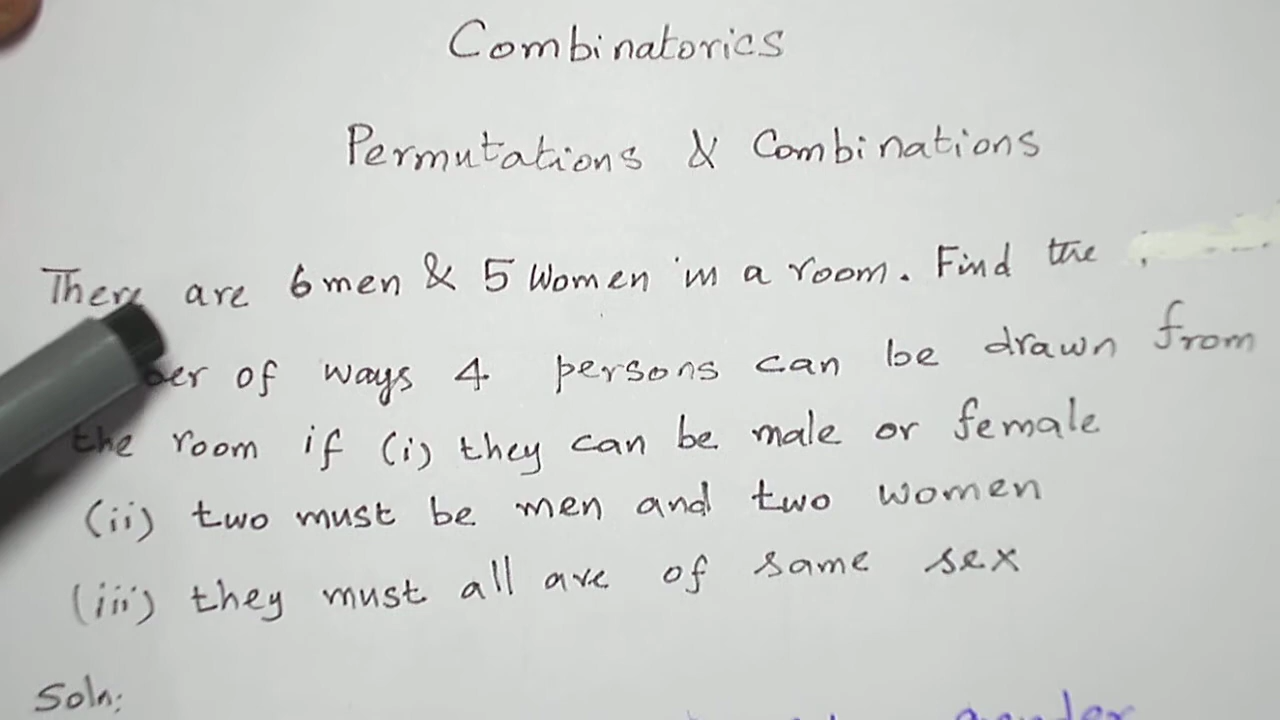 Combinatorics
Permutations & Combinations
There are 6 men & 5 Women in a room. Find the
of ways 4 persons can be drawn from
the room if (i) they can be male or female
(ii) two must be men and two women
(iii) they must all are of same sex
Soln:
gender